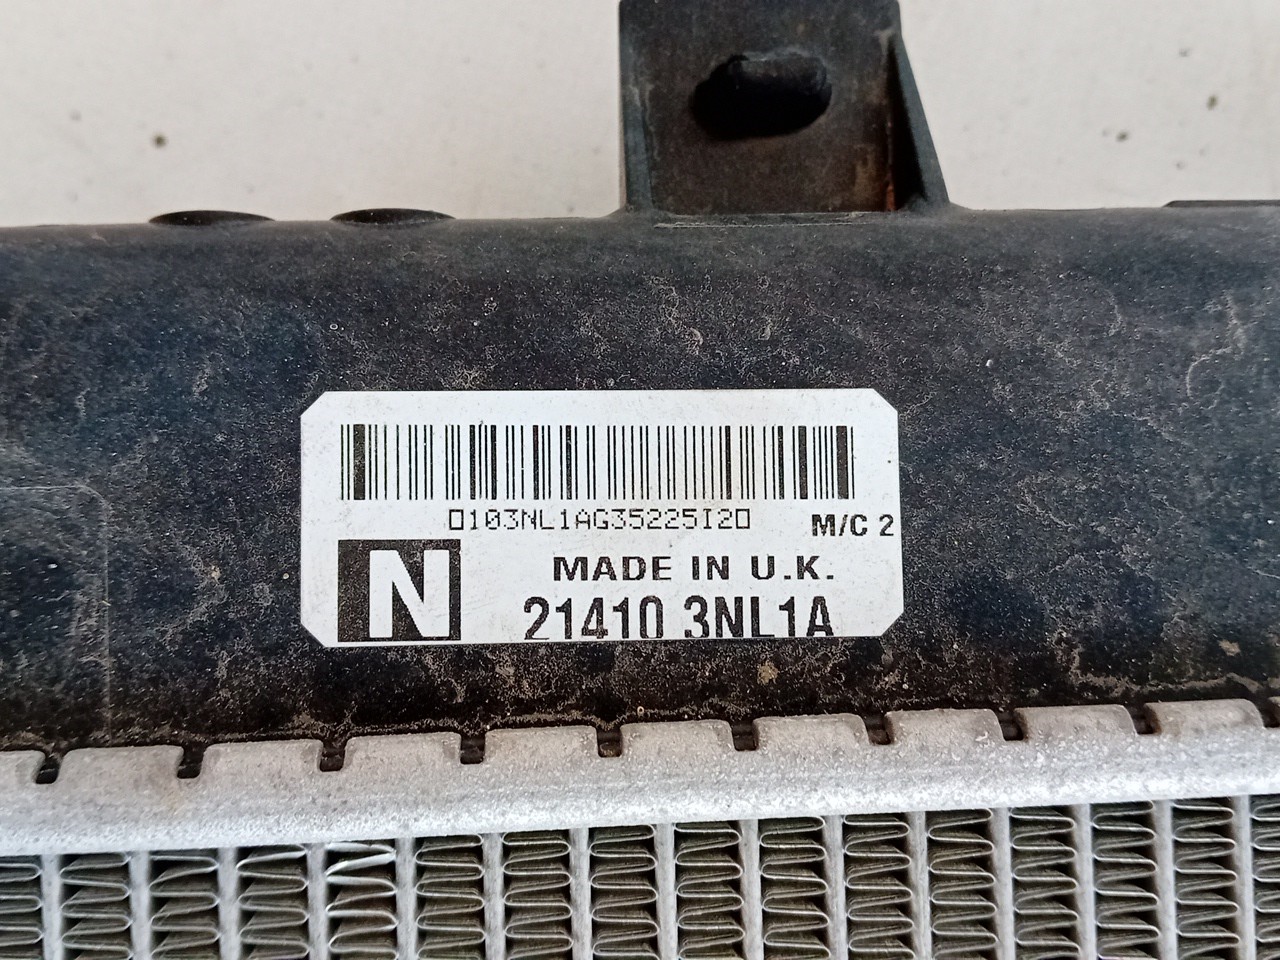 0103NL1AG35225I20
M/C 2
N
MADE IN U.K.
21410 3NL1A